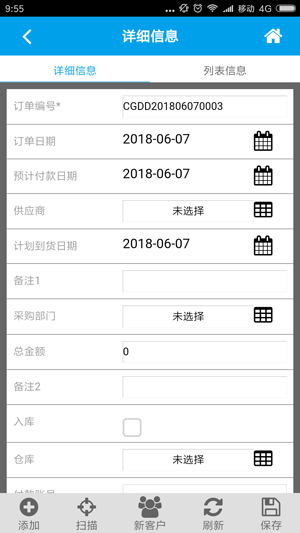 9:55
... 移动 4G
详细信息
详细信息 列表信息
订单编号* CGDD201806070003
订单日期 2018-06-07
预计付款日期 2018-06-07
供应商 未选择
计划到货日期 2018-06-07
备注1
采购部门 未选择
总金额 0
备注2
入库
仓库 未选择
付款账号
添加 扫描 新客户 刷新 保存